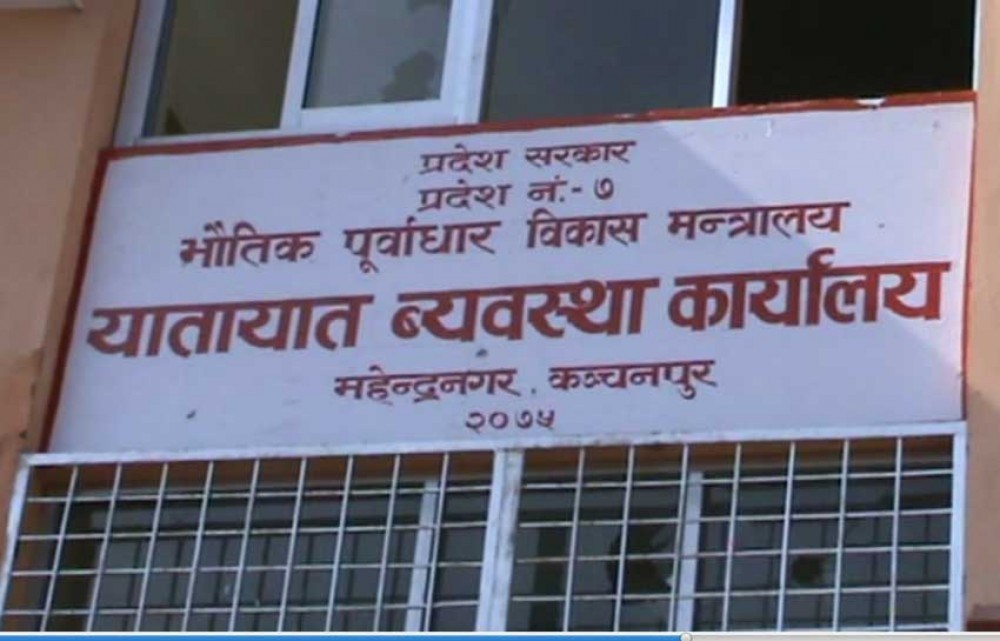 प्रदेश सरकार
प्रदेश नं.- ७
भौतिक पूर्वाधार विकास मन्त्रालय
यातायात ब्यवस्था कार्यालय
महेन्द्रनगर, कञ्चनपुर
२०७५